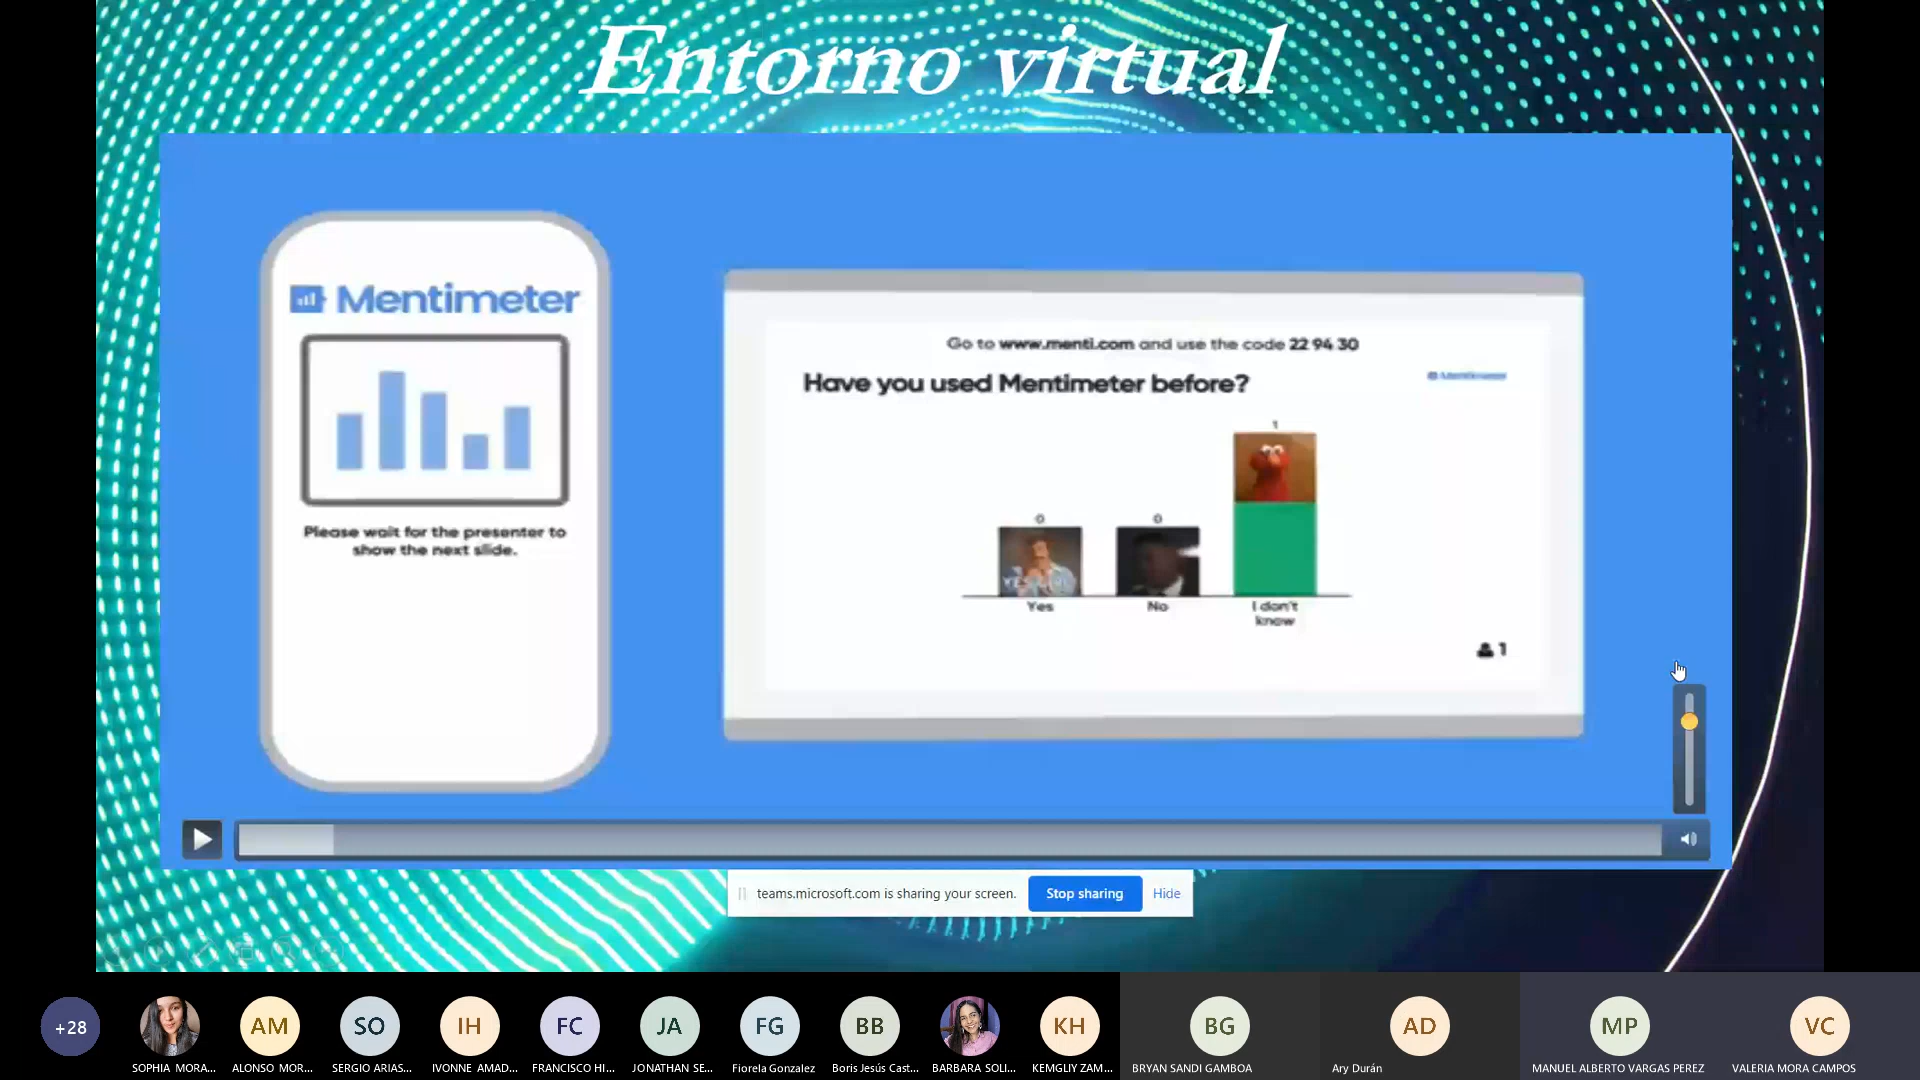 Entorno virtual
Mentimeter
Please wait for the presenter to
show the next slide.
Go to www.menti.com and use the code 22 94 30
Have you used Mentimeter before?
Mentimeter
1
0
0
Yes
No
I don't
know
1
teams.microsoft.com is sharing your screen.
Stop sharing
Hide
+28
AM
SO
IH
FC
JA
FG
BB
KH
BG
AD
MP
VC
SOPHIA MORA...
ALONSO MOR...
SERGIO ARIAS...
IVONNE AMAD...
FRANCISCO HI...
JONATHAN SE...
Fiorela Gonzalez
Boris Jesús Cast...
BARBARA SOLI...
KEMGLIY ZAM...
BRYAN SANDI GAMBOA
Ary Durán
MANUEL ALBERTO VARGAS PEREZ
VALERIA MORA CAMPOS